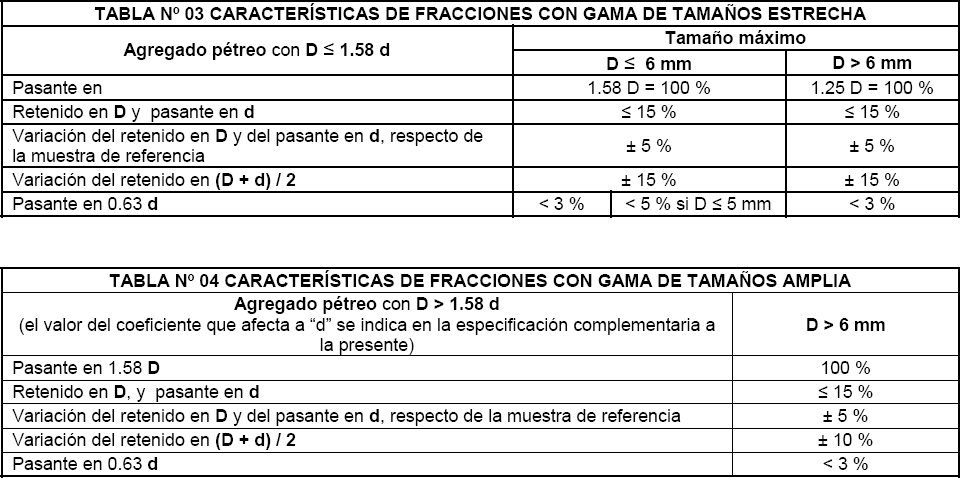 TABLA Nº 03 CARACTERÍSTICAS DE FRACCIONES CON GAMA DE TAMAÑOS ESTRECHA
Agregado pétreo con D ≤ 1.58 d
Tamaño máximo
D ≤ 6 mm
D > 6 mm
Pasante en
1.58 D = 100 %
1.25 D = 100 %
Retenido en D y pasante en d
≤ 15 %
≤ 15 %
Variación del retenido en D y del pasante en d, respecto de
la muestra de referencia
± 5 %
± 5 %
Variación del retenido en (D + d) / 2
± 15 %
± 15 %
Pasante en 0.63 d
< 3 %
< 5 % si D ≤ 5 mm
< 3 %
TABLA Nº 04 CARACTERÍSTICAS DE FRACCIONES CON GAMA DE TAMAÑOS AMPLIA
Agregado pétreo con D > 1.58 d
(el valor del coeficiente que afecta a “d” se indica en la especificación complementaria a
la presente)
D > 6 mm
Pasante en 1.58 D
100 %
Retenido en D, y pasante en d
≤ 15 %
Variación del retenido en D y del pasante en d, respecto de la muestra de referencia
± 5 %
Variación del retenido en (D + d) / 2
± 10 %
Pasante en 0.63 d
< 3 %